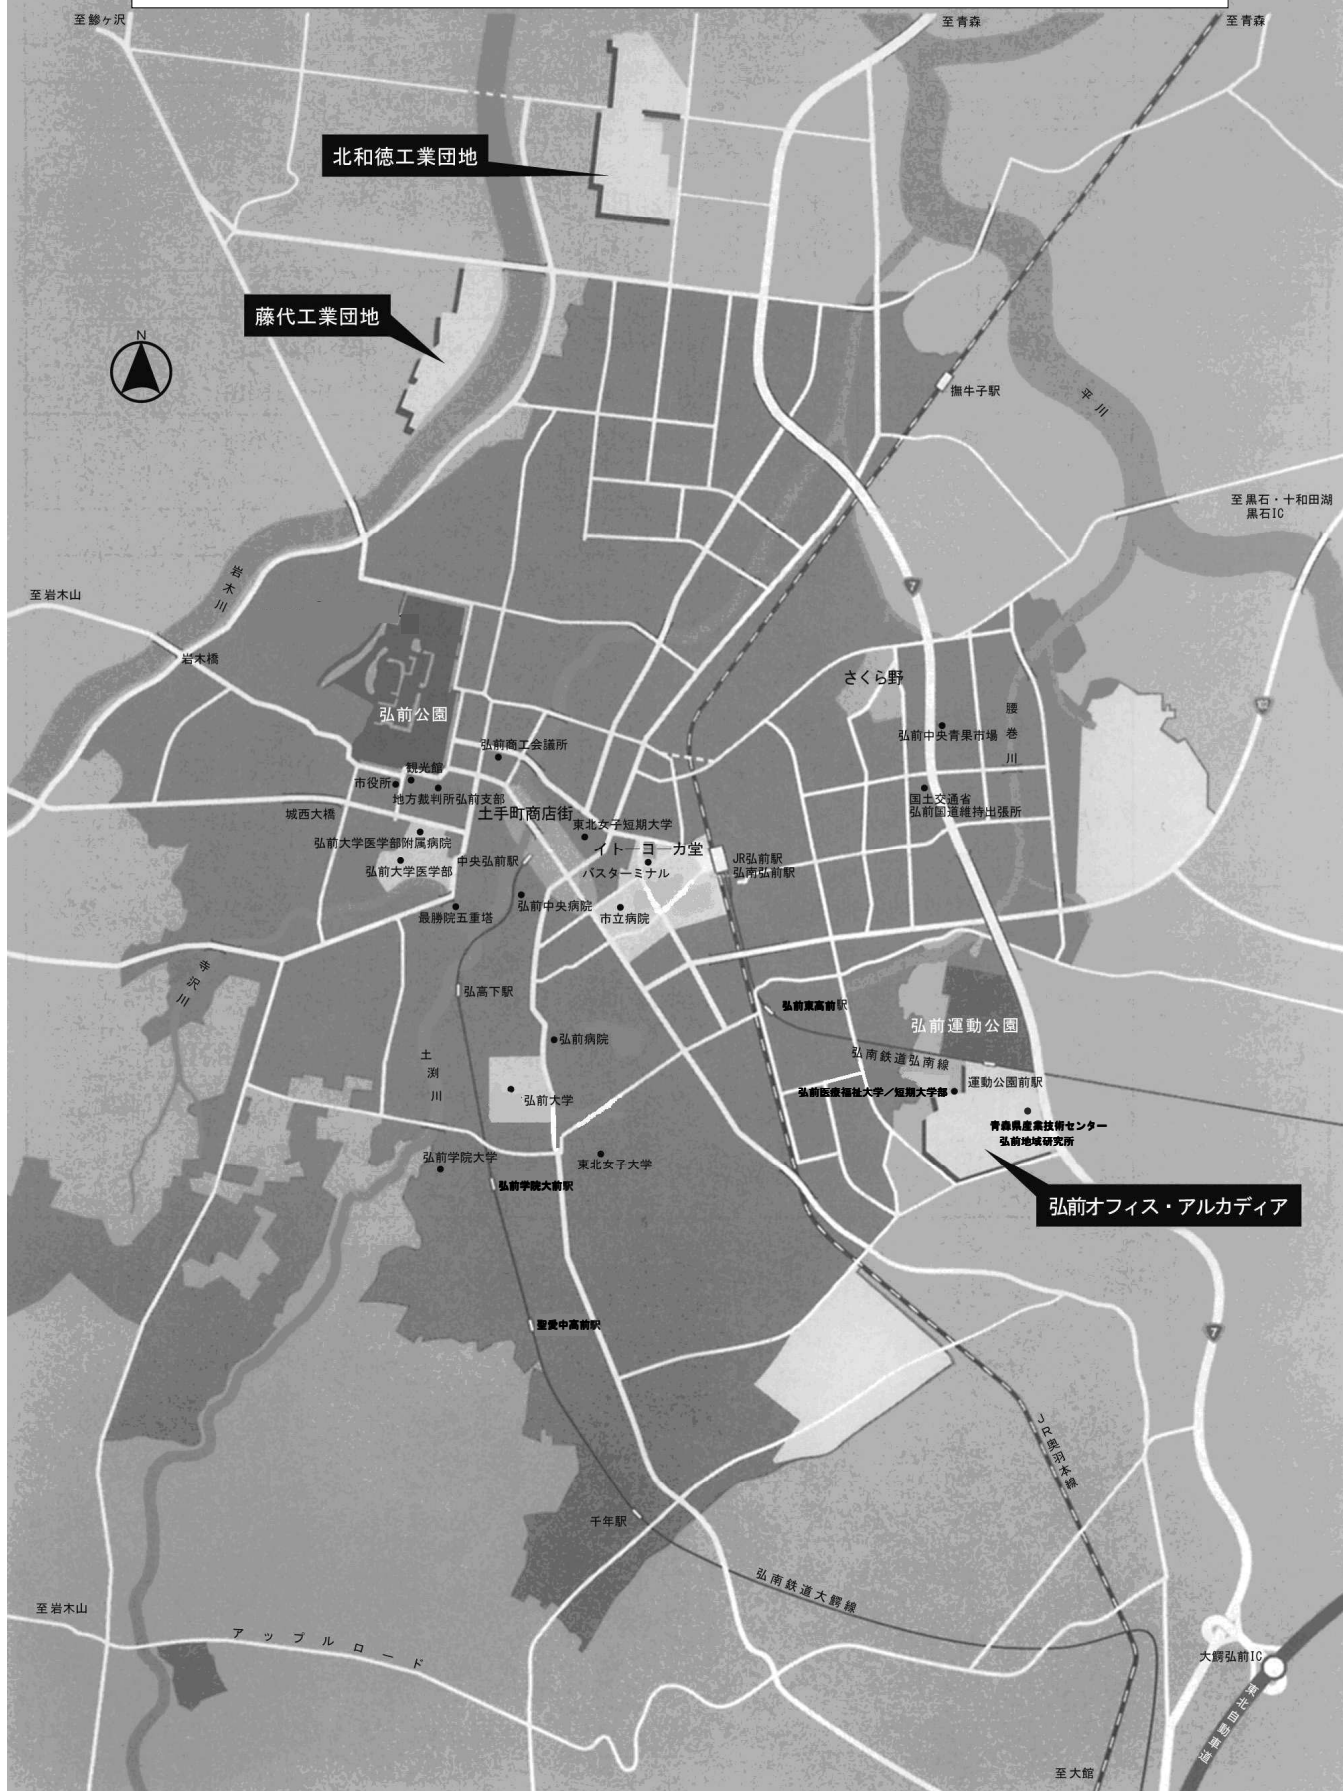 至鰺ヶ沢
至青森
至青森
北和徳工業団地
藤代工業団地
N
撫牛子駅
平川
至黒石・十和田湖
黒石IC
岩木川
至岩木山
7
岩木橋
さくら野
弘前公園
腰巻川
弘前中央青果市場
弘前商工会議所
観光館
市役所
地方裁判所弘前支部
国土交通省
弘前国道維持出張所
城西大橋
土手町商店街
東北女子短期大学
弘前大学医学部附属病院
イトーヨーカ堂
中央弘前駅
JR弘前駅
弘南弘前駅
弘前大学医学部
バスターミナル
弘前中央病院
最勝院五重塔
市立病院
寺沢川
弘高下駅
弘前東高前駅
弘前運動公園
弘前病院
土渕川
弘南鉄道弘南線
運動公園前駅
弘前医療福祉大学／短期大学部
弘前大学
青森県産業技術センター
弘前地域研究所
弘前学院大学
東北女子大学
弘前学院大前駅
弘前オフィス・アルカディア
聖愛中高前駅
7
JR奥羽本線
千年駅
弘南鉄道大鰐線
至岩木山
アップルロード
大鰐弘前IC
東北自動車道
至大館